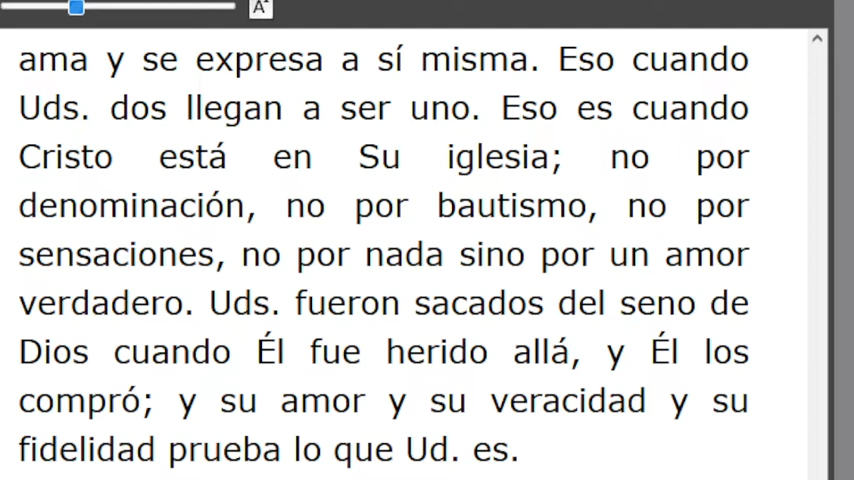 A
ama y se expresa a sí misma. Eso cuando
Uds. dos llegan a ser uno. Eso es cuando
Cristo está en Su iglesia; no por
denominación, no por bautismo, no por
sensaciones, no por nada sino por un amor
verdadero. Uds. fueron sacados del seno de
Dios cuando Él fue herido allá, y Él los
compró; y su amor y su veracidad y su
fidelidad prueba lo que Ud. es.